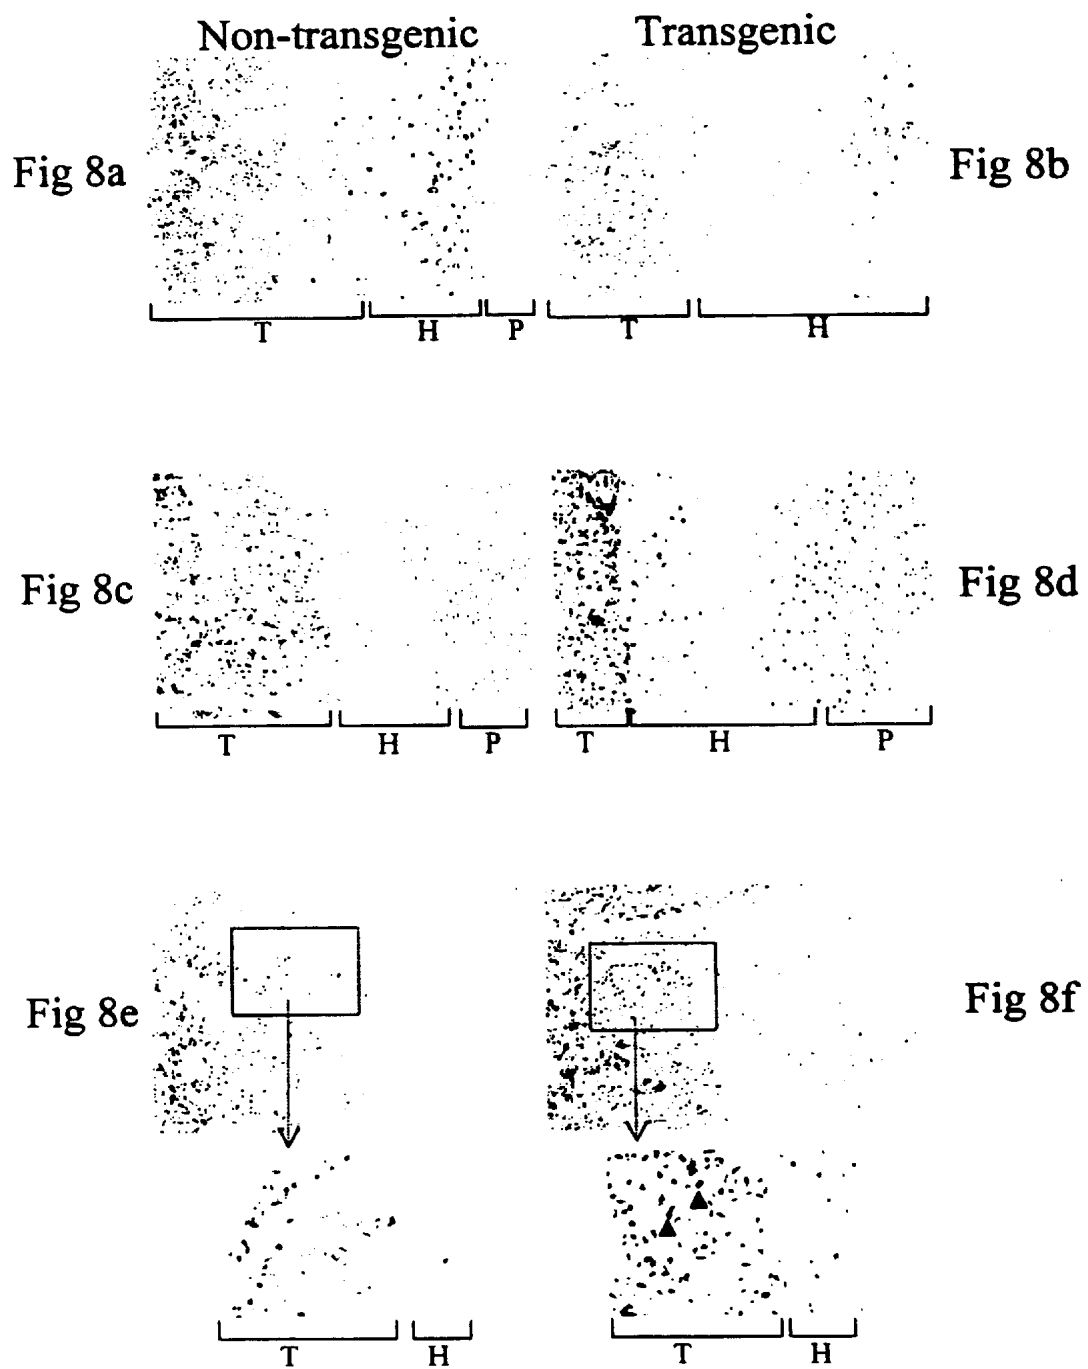 Non-transgenic Transgenic
Fig 8a Fig 8b
T H P T H
Fig 8c Fig 8d
T H P T H P
Fig 8e Fig 8f
T H T H